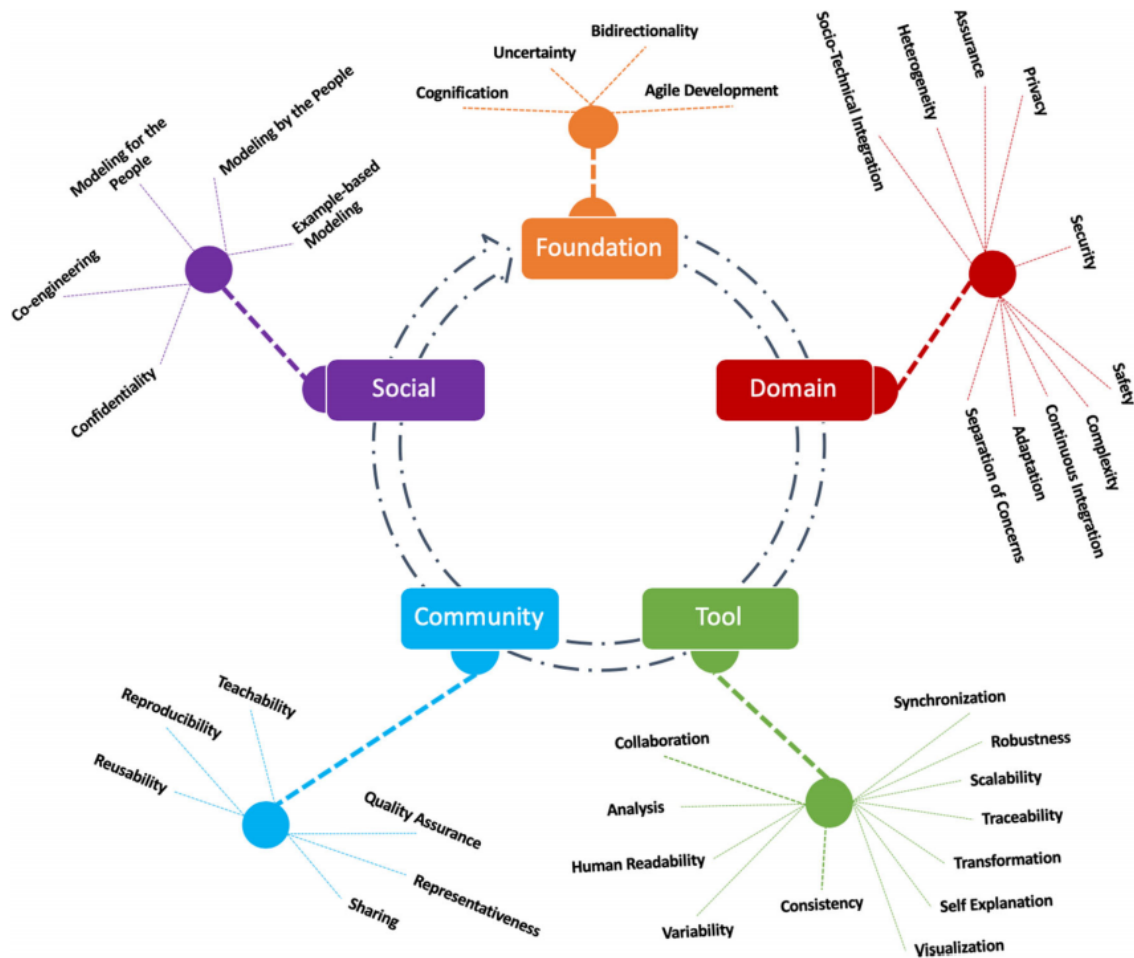 Bidirectionality
Uncertainty
Cognification
Agile Development
Foundation
Socio-Technical Integration
Heterogeneity
Assurance
Privacy
Security
Safety
Complexity
Continuous Integration
Adaptation
Separation of Concerns
Domain
Modeling for the
People
Modeling by the People
Example-based
Modeling
Co-engineering
Confidentiality
Social
Community
Tool
Teachability
Reproducibility
Reusability
Quality Assurance
Representativeness
Sharing
Synchronization
Collaboration
Robustness
Scalability
Analysis
Traceability
Human Readability
Transformation
Consistency
Self Explanation
Variability
Visualization